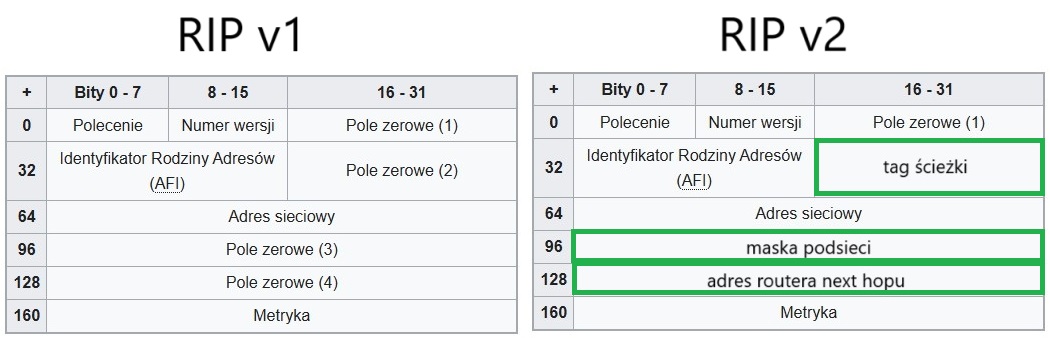 RIP v1
+ Bity 0 - 7 8 - 15 16 - 31
0 Polecenie Numer wersji Pole zerowe (1)
32 Identyfikator Rodziny Adresów
(AFI) Pole zerowe (2)
64 Adres sieciowy
96 Pole zerowe (3)
128 Pole zerowe (4)
160 Metryka
RIP v2
+ Bity 0 - 7 8 - 15 16 - 31
0 Polecenie Numer wersji Pole zerowe (1)
32 Identyfikator Rodziny Adresów
(AFI) tag ścieżki
64 Adres sieciowy
96 maska podsieci
128 adres routera next hopu
160 Metryka